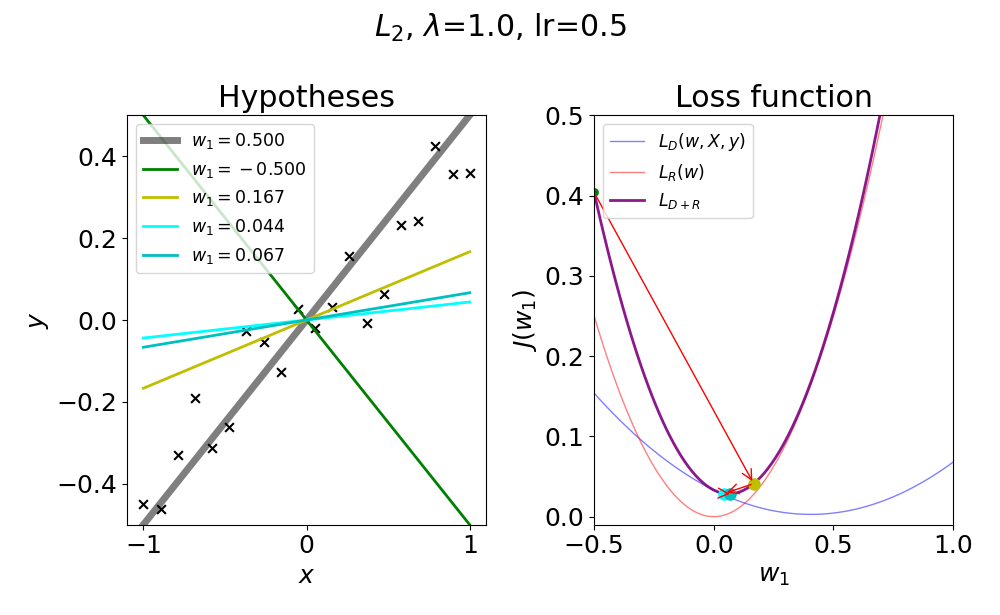 L₂, λ=1.0, lr=0.5
Hypotheses
w₁ = 0.500
w₁ = −0.500
w₁ = 0.167
w₁ = 0.044
w₁ = 0.067
0.4
0.2
0.0
−0.2
−0.4
y
−1 0 1
x
Loss function
L_D(w, X, y)
L_R(w)
L_{D+R}
0.5
0.4
0.3
0.2
0.1
0.0
J(w₁)
−0.5 0.0 0.5 1.0
w₁